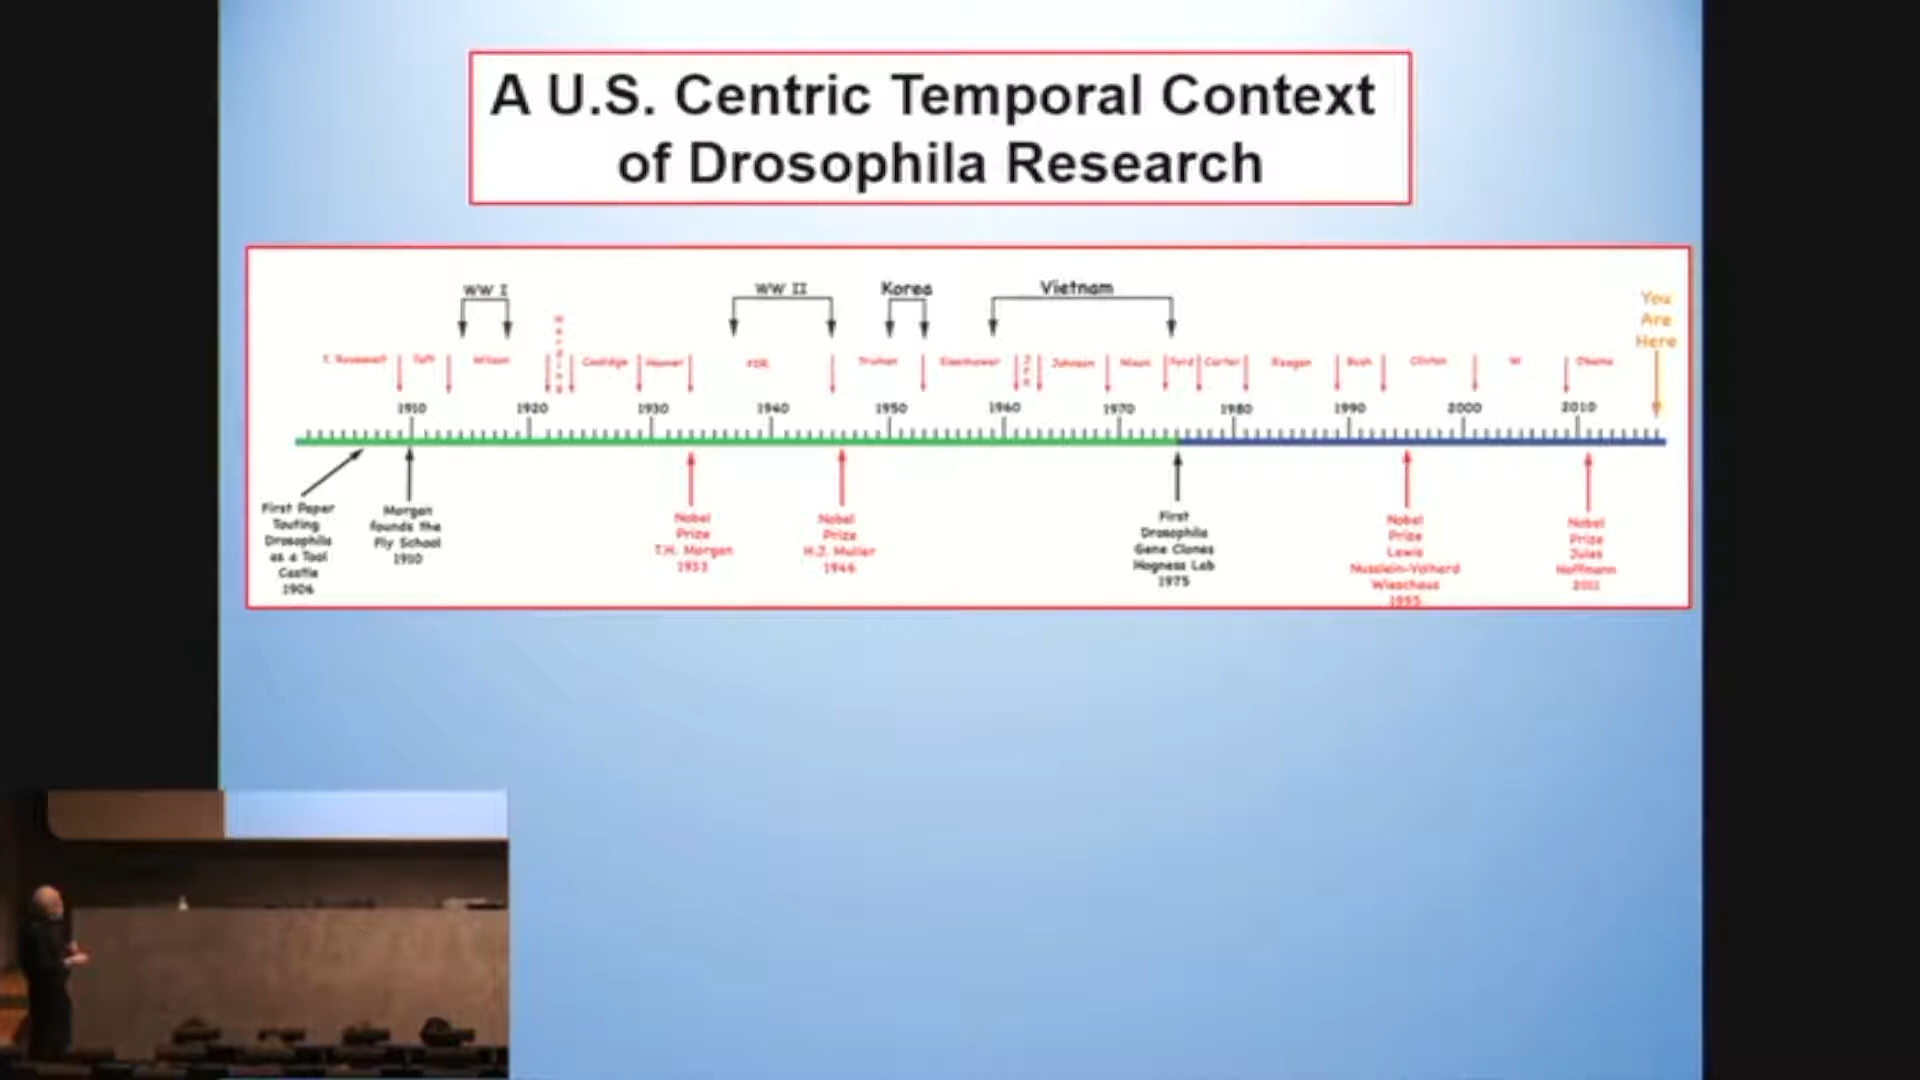 A U.S. Centric Temporal Context
of Drosophila Research
WW I
WW II
Korea
Vietnam
You
Are
Here
T. Roosevelt
Taft
Wilson
Harding
Coolidge
Hoover
FDR
Truman
Eisenhower
JFK
Johnson
Nixon
Ford
Carter
Reagan
Bush
Clinton
W
Obama
1910
1920
1930
1940
1950
1960
1970
1980
1990
2000
2010
First Paper
Touting
Drosophila
as a Tool
Castle
1906
Morgan
founds the
Fly School
1910
Nobel
Prize
T.H. Morgan
1933
Nobel
Prize
H.J. Muller
1946
First
Drosophila
Gene Clones
Hogness Lab
1975
Nobel
Prize
Lewis
Nusslein-Volhard
Wieschaus
1995
Nobel
Prize
Jules
Hoffmann
2011